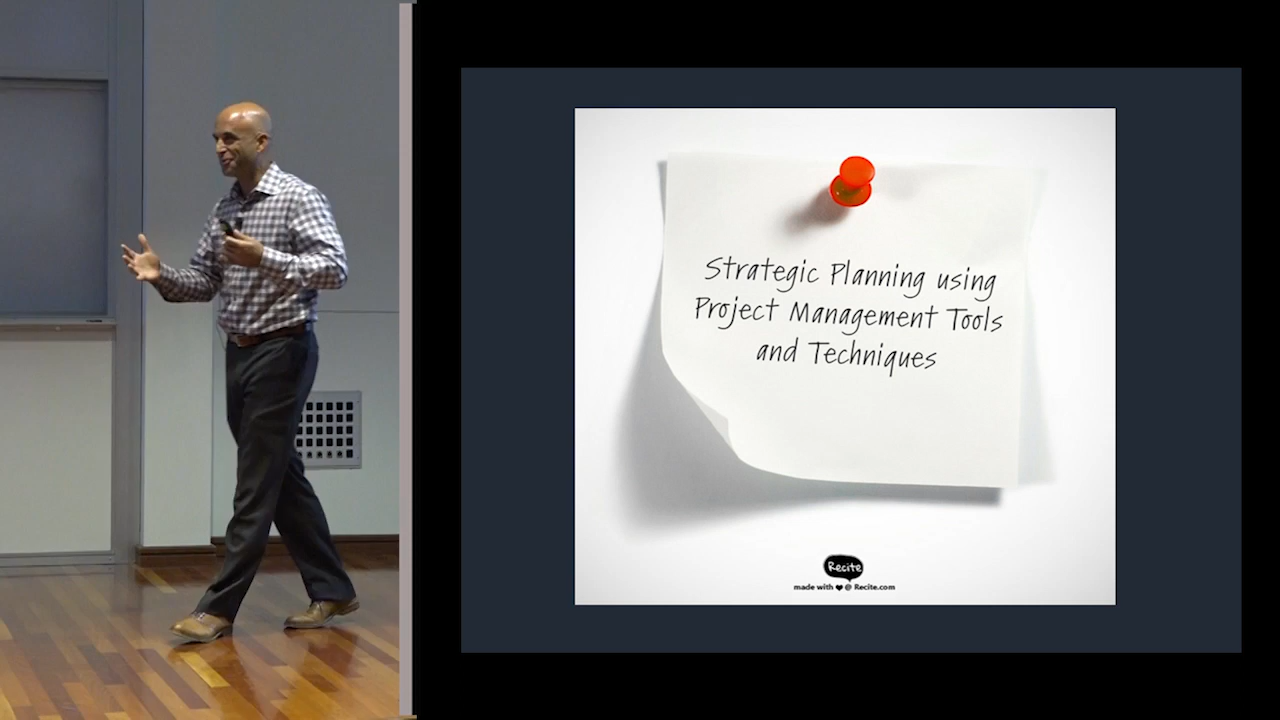 Strategic Planning using
Project Management Tools
and Techniques
Recite
made with ♥ @ Recite.com